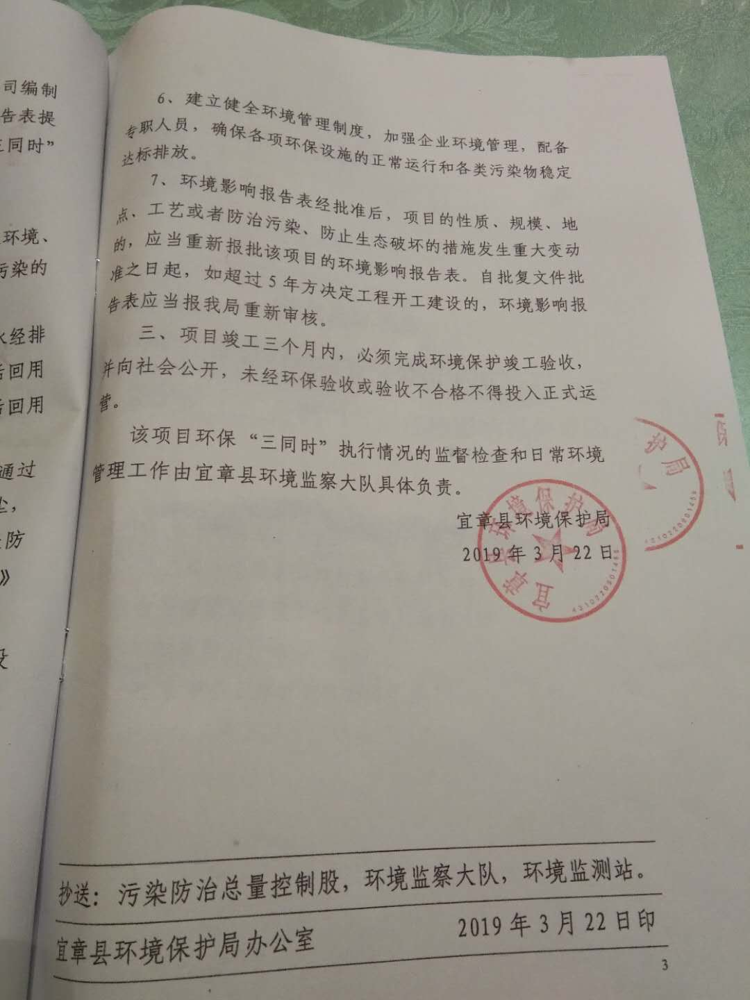 司编制
告表提
三同时”
环境、
污染的
水经排
后回用
后回用
通过
尘，
防
》
设
6、建立健全环境管理制度，加强企业环境管理，配备
专职人员，确保各项环保设施的正常运行和各类污染物稳定
达标排放。
7、环境影响报告表经批准后，项目的性质、规模、地
点、工艺或者防治污染、防止生态破坏的措施发生重大变动
的，应当重新报批该项目的环境影响报告表。自批复文件批
准之日起，如超过5年方决定工程开工建设的，环境影响报
告表应当报我局重新审核。
三、项目竣工三个月内，必须完成环境保护竣工验收，
并向社会公开，未经环保验收或验收不合格不得投入正式运
营。
该项目环保“三同时”执行情况的监督检查和日常环境
管理工作由宜章县环境监察大队具体负责。
宜章县环境保护局
2019年3月22日
宜章县环境保护局
护局
抄送：污染防治总量控制股，环境监察大队，环境监测站。
宜章县环境保护局办公室 2019年3月22日印
3